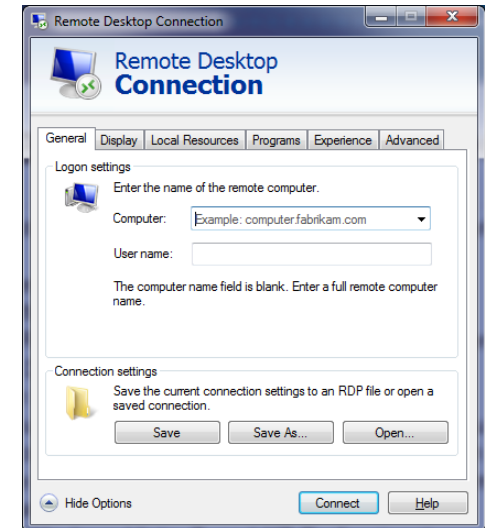 Remote Desktop Connection
Remote Desktop
Connection
General Display Local Resources Programs Experience Advanced
Logon settings
Enter the name of the remote computer.
Computer: Example: computer.fabrikam.com
User name:
The computer name field is blank. Enter a full remote computer
name.
Connection settings
Save the current connection settings to an RDP file or open a
saved connection.
Save Save As... Open...
Hide Options Connect Help